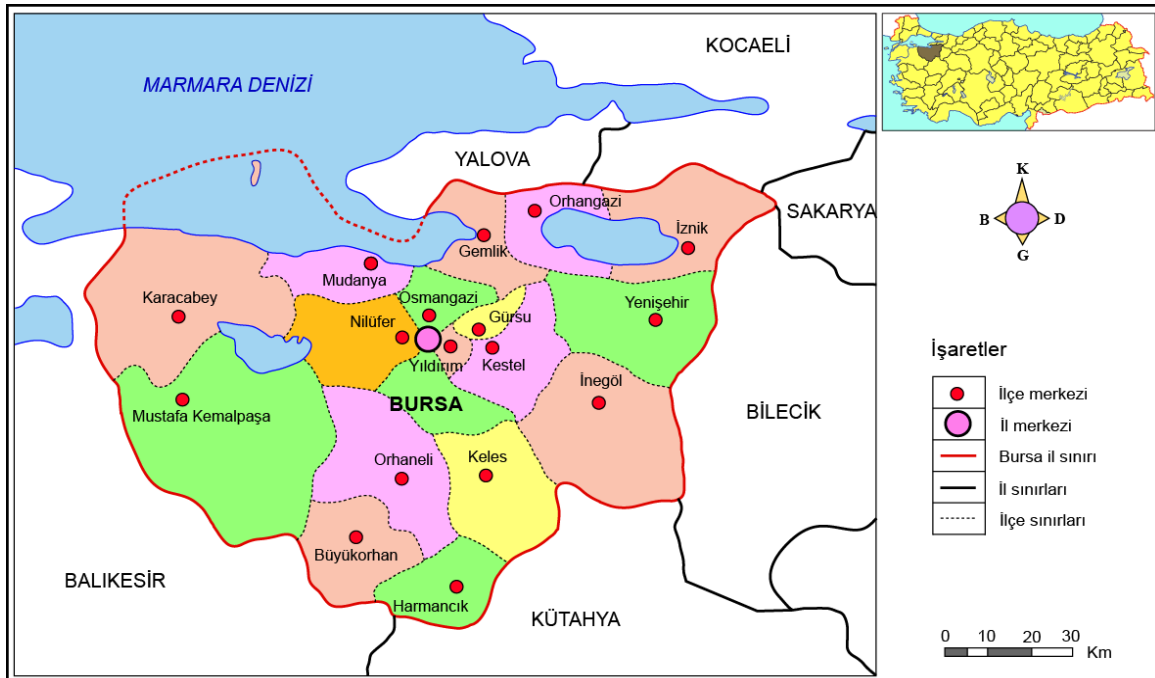 KOCAELİ
MARMARA DENİZİ
YALOVA
SAKARYA
Orhangazi
İznik
Gemlik
Mudanya
Karacabey
Osmangazi
Yenişehir
Nilüfer
Gürsu
Yıldırım
Kestel
İnegöl
BURSA
Mustafa Kemalpaşa
BİLECİK
Orhaneli
Keles
Büyükorhan
Harmancık
BALIKESİR
KÜTAHYA
K
B D
G
İşaretler
İlçe merkezi
İl merkezi
Bursa il sınırı
İl sınırları
İlçe sınırları
0 10 20 30
Km